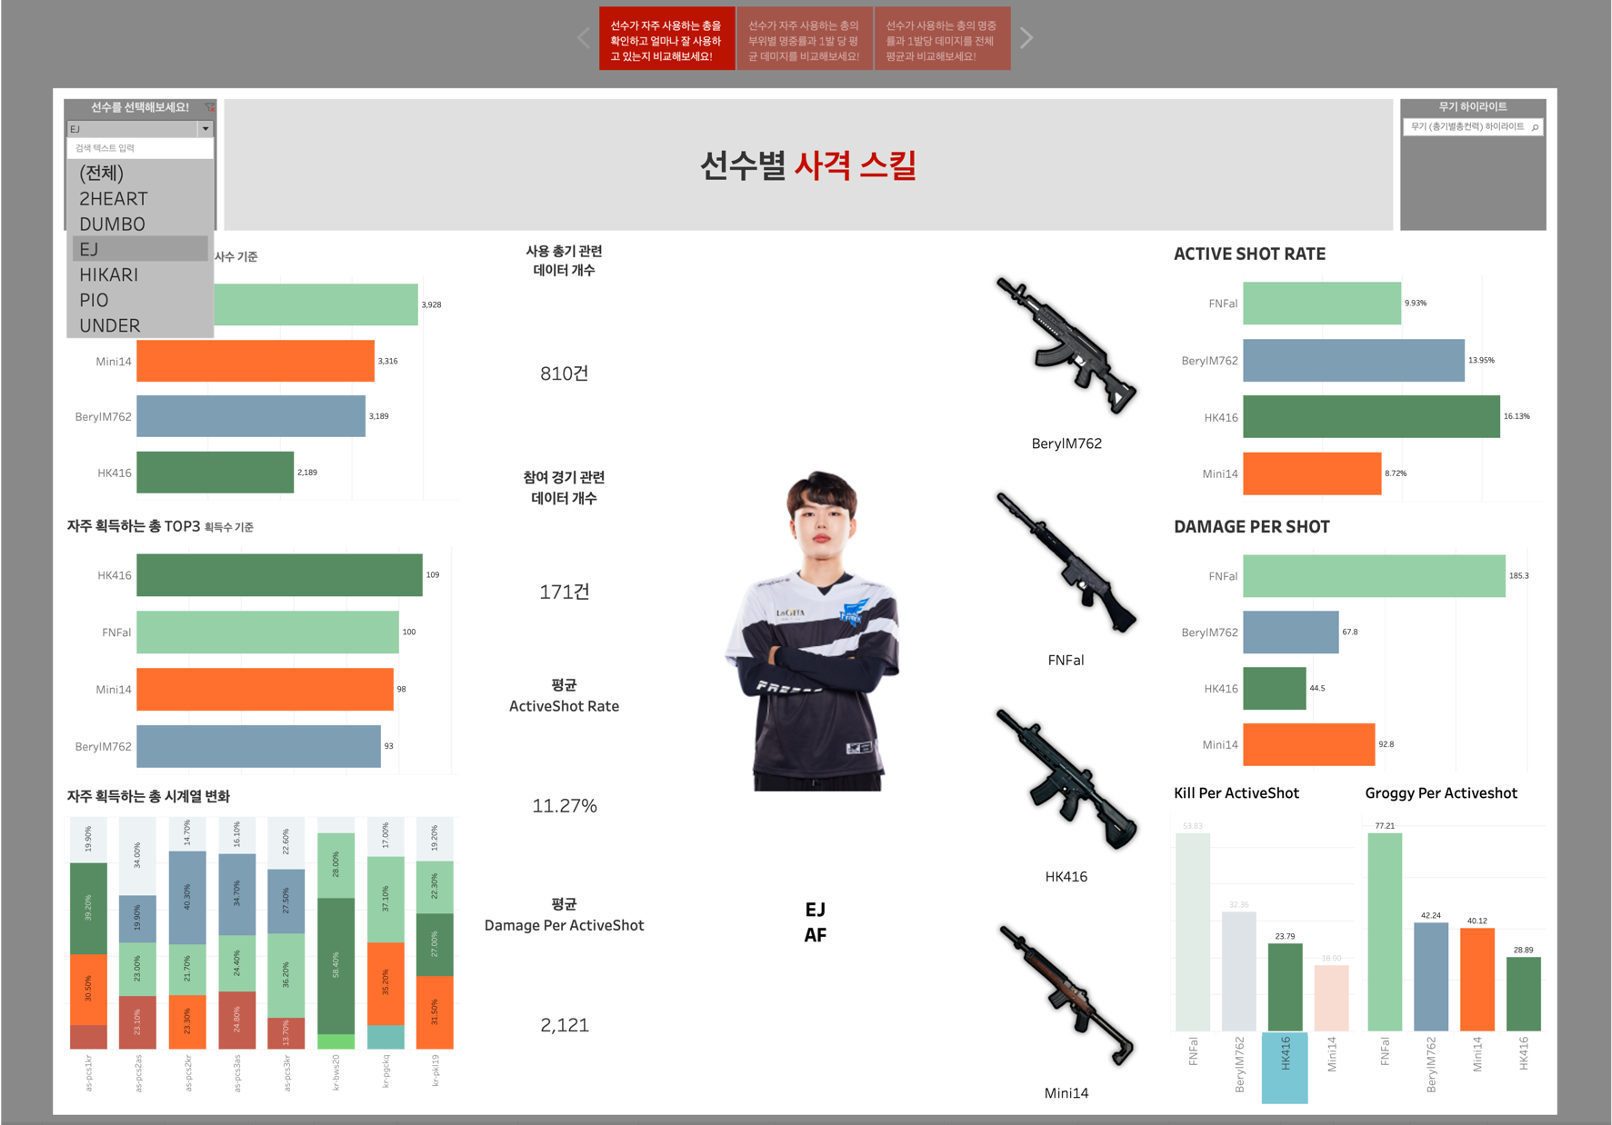 선수가 자주 사용하는 총을
확인하고 얼마나 잘 사용하
고 있는지 비교해보세요!
선수가 자주 사용하는 총의
부위별 명중률과 1발 당 평
균 데미지를 비교해보세요!
선수가 사용하는 총의 명중
률과 1발당 데미지를 전체
평균과 비교해보세요!
선수를 선택해보세요!
EJ
검색 텍스트 입력
(전체)
2HEART
DUMBO
EJ
HIKARI
PIO
UNDER
선수별 사격 스킬
무기 하이라이트
무기 (총기별총컨력) 하이라이트
사수 기준
3,928
Mini14
3,316
BerylM762
3,189
HK416
2,189
자주 획득하는 총 TOP3 획득수 기준
HK416
109
FNFal
100
Mini14
98
BerylM762
93
자주 획득하는 총 시계열 변화
19.90%
39.20%
30.50%
as-pcs1kr
34.00%
19.90%
23.00%
23.10%
as-pcs2as
14.70%
40.30%
21.70%
23.30%
as-pcs2kr
16.10%
34.70%
24.40%
24.80%
as-pcs3as
22.60%
27.50%
36.20%
13.70%
as-pcs3kr
28.00%
58.40%
kr-bws20
17.00%
37.10%
35.20%
kr-pgckq
19.20%
22.30%
27.00%
31.50%
kr-pkl19
사용 총기 관련
데이터 개수
810건
참여 경기 관련
데이터 개수
171건
평균
ActiveShot Rate
11.27%
평균
Damage Per ActiveShot
2,121
EJ
AF
BerylM762
FNFal
HK416
Mini14
ACTIVE SHOT RATE
FNFal
9.93%
BerylM762
13.95%
HK416
16.13%
Mini14
8.72%
DAMAGE PER SHOT
FNFal
185.3
BerylM762
67.8
HK416
44.5
Mini14
92.8
Kill Per ActiveShot
53.83
32.36
23.79
18.00
FNFal
BerylM762
HK416
Mini14
Groggy Per Activeshot
77.21
42.24
40.12
28.89
FNFal
BerylM762
Mini14
HK416